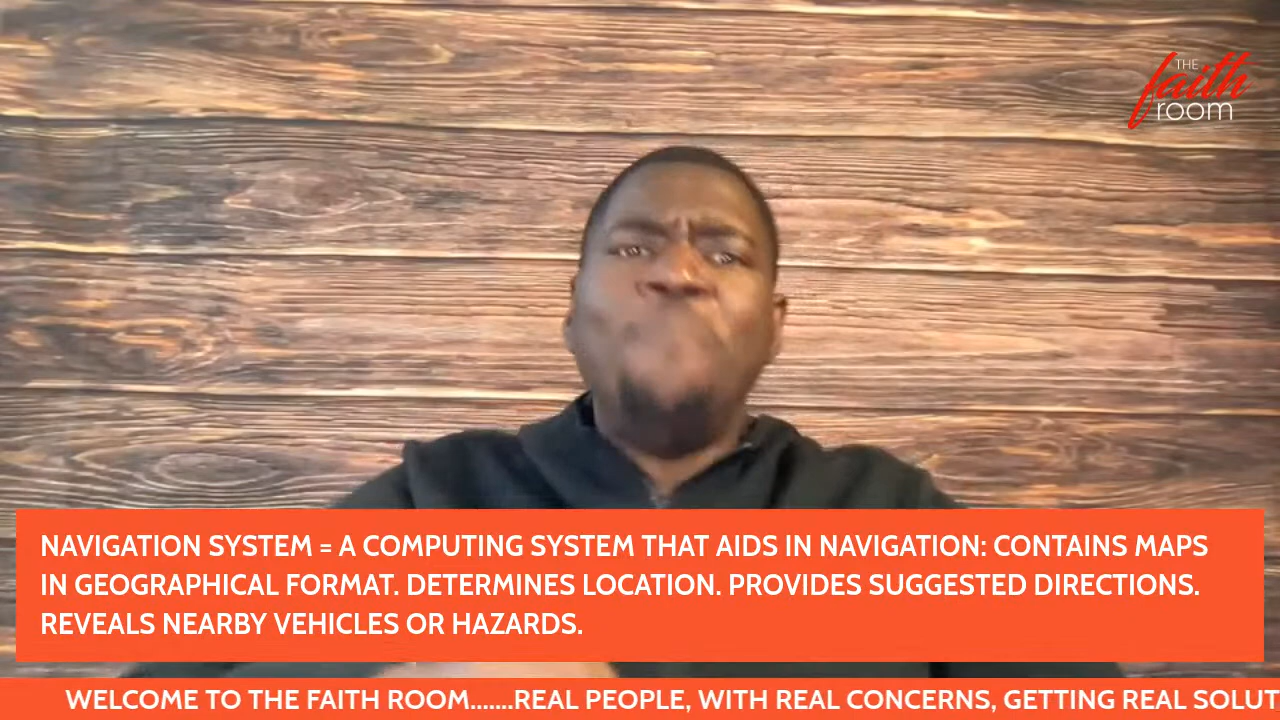 THE
faith
room
NAVIGATION SYSTEM = A COMPUTING SYSTEM THAT AIDS IN NAVIGATION: CONTAINS MAPS
IN GEOGRAPHICAL FORMAT. DETERMINES LOCATION. PROVIDES SUGGESTED DIRECTIONS.
REVEALS NEARBY VEHICLES OR HAZARDS.
WELCOME TO THE FAITH ROOM.......REAL PEOPLE, WITH REAL CONCERNS, GETTING REAL SOLUT